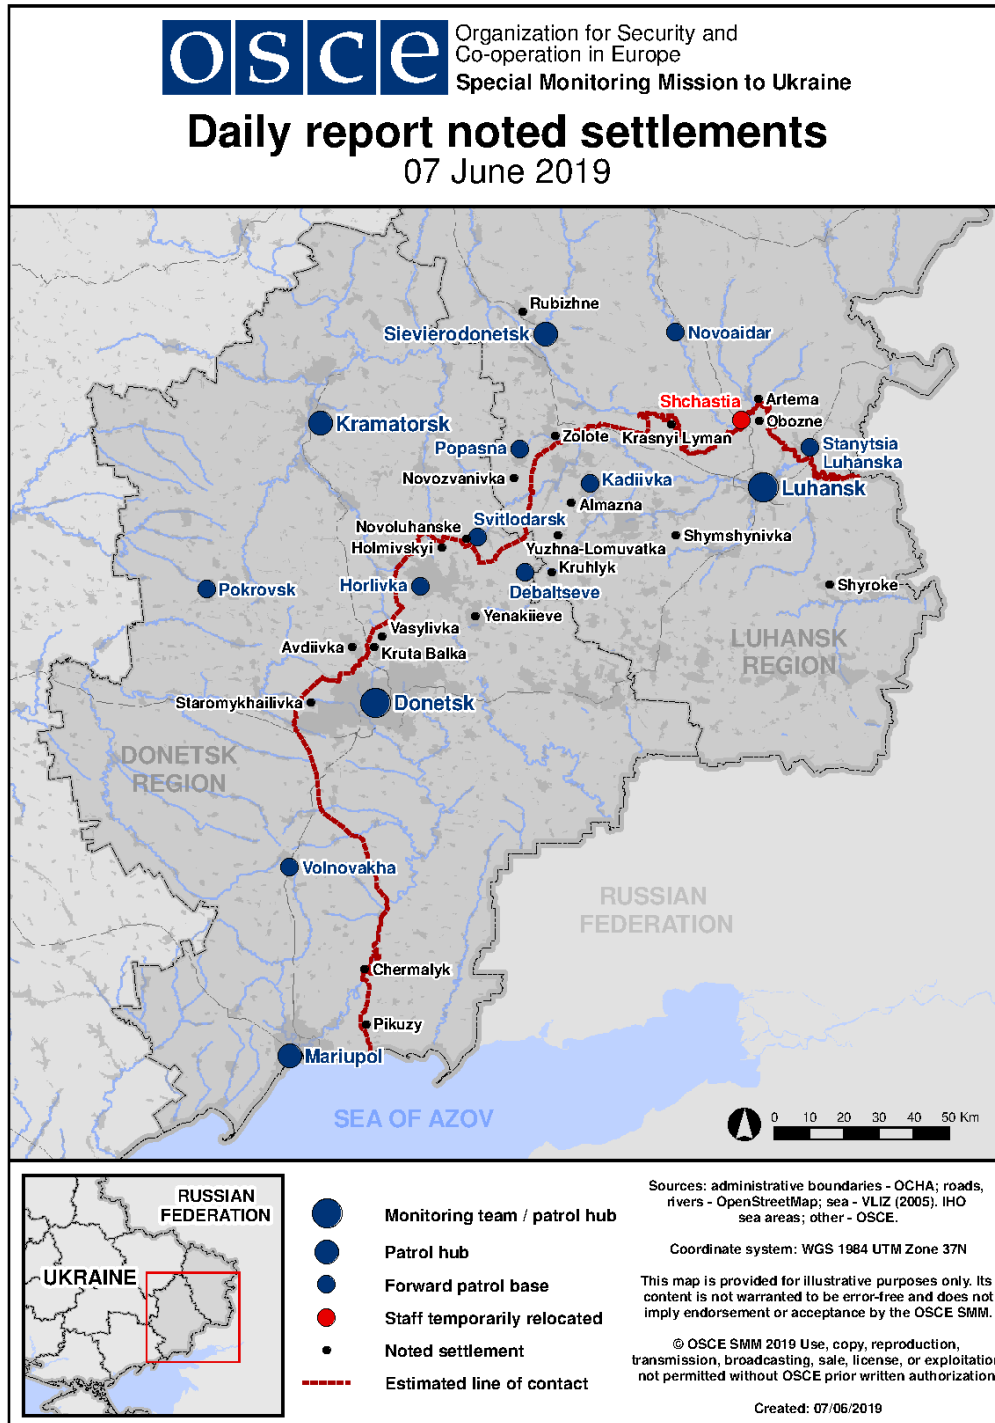 osce
Organization for Security and
Co-operation in Europe
Special Monitoring Mission to Ukraine
Daily report noted settlements
07 June 2019
Rubizhne
Sievierodonetsk
Novoaidar
Shchastia
Artema
Obozne
Kramatorsk
Zolote
Krasnyi Lyman
Stanytsia
Luhanska
Popasna
Novozvanivka
Kadiivka
Luhansk
Almazna
Svitlodarsk
Novoluhanske
Holmivskyi
Yuzhna-Lomuvatka
Shymshynivka
Kruhlyk
Pokrovsk
Horlivka
Debaltseve
Shyroke
Yenakiieve
Vasylivka
Avdiivka
Kruta Balka
LUHANSK
REGION
Staromykhailivka
Donetsk
DONETSK
REGION
Volnovakha
RUSSIAN
FEDERATION
Chermalyk
Pikuzy
Mariupol
SEA OF AZOV
0 10 20 30 40 50 Km
RUSSIAN
FEDERATION
UKRAINE
Monitoring team / patrol hub
Patrol hub
Forward patrol base
Staff temporarily relocated
Noted settlement
Estimated line of contact
Sources: administrative boundaries - OCHA; roads,
rivers - OpenStreetMap; sea - VLIZ (2005). IHO
sea areas; other - OSCE.
Coordinate system: WGS 1984 UTM Zone 37N
This map is provided for illustrative purposes only. Its
content is not warranted to be error-free and does not
imply endorsement or acceptance by the OSCE SMM.
© OSCE SMM 2019 Use, copy, reproduction,
transmission, broadcasting, sale, license, or exploitation
not permitted without OSCE prior written authorization
Created: 07/06/2019